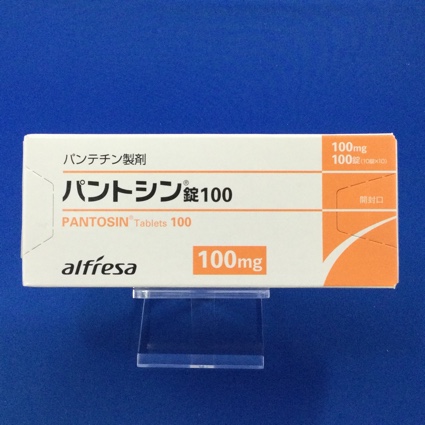 パンテチン製剤
パントシン®錠100
PANTOSIN® Tablets 100
alfresa
100mg
100mg
100錠(10錠×10)
開封口